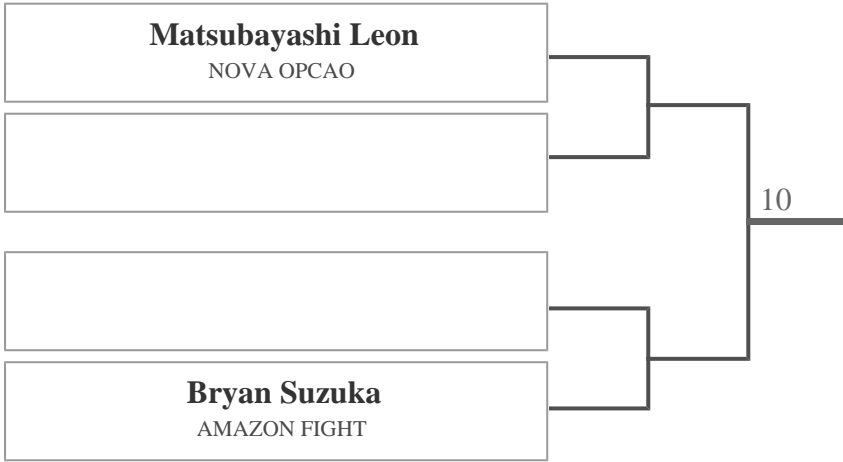 Matsubayashi Leon
NOVA OPCAO
10
Bryan Suzuka
AMAZON FIGHT